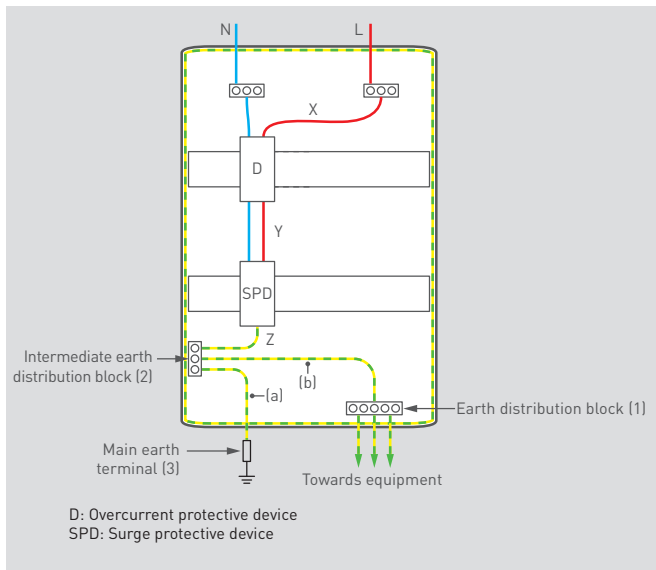 N
L
X
D
Y
SPD
Z
Intermediate earth
distribution block (2)
(b)
(a)
Earth distribution block (1)
Main earth
terminal (3)
Towards equipment
D: Overcurrent protective device
SPD: Surge protective device